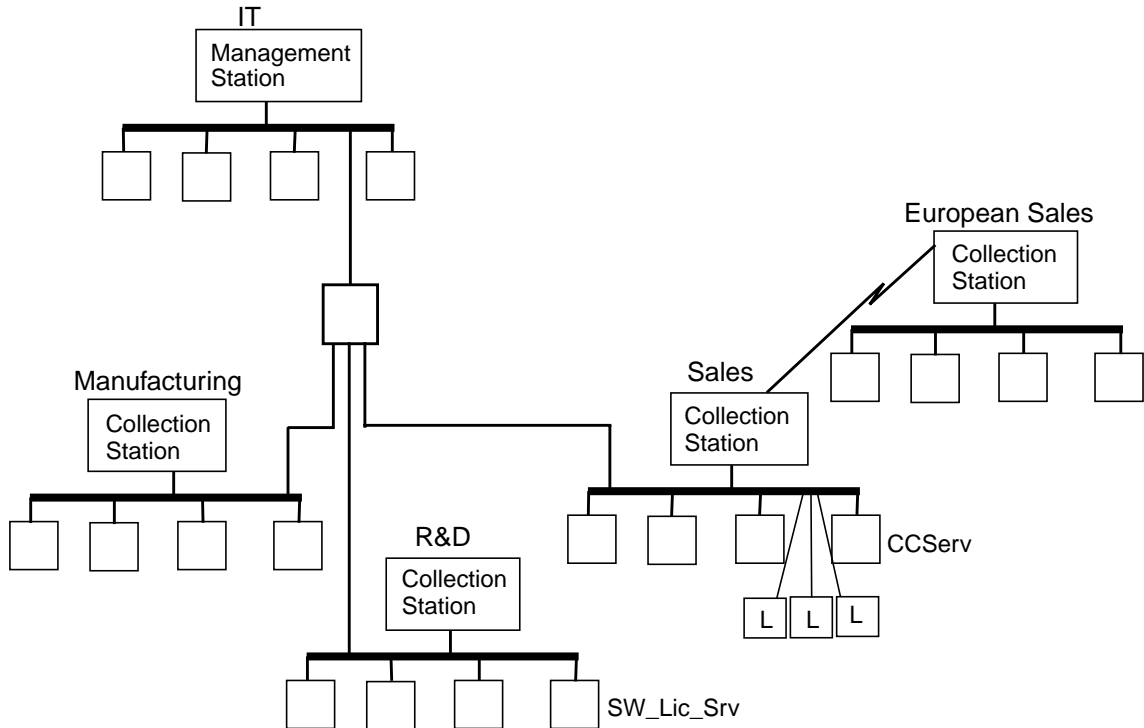 IT
Management
Station
European Sales
Collection
Station
Sales
Collection
Station
Manufacturing
Collection
Station
CCServ
R&D
Collection
Station
L
L
L
SW_Lic_Srv